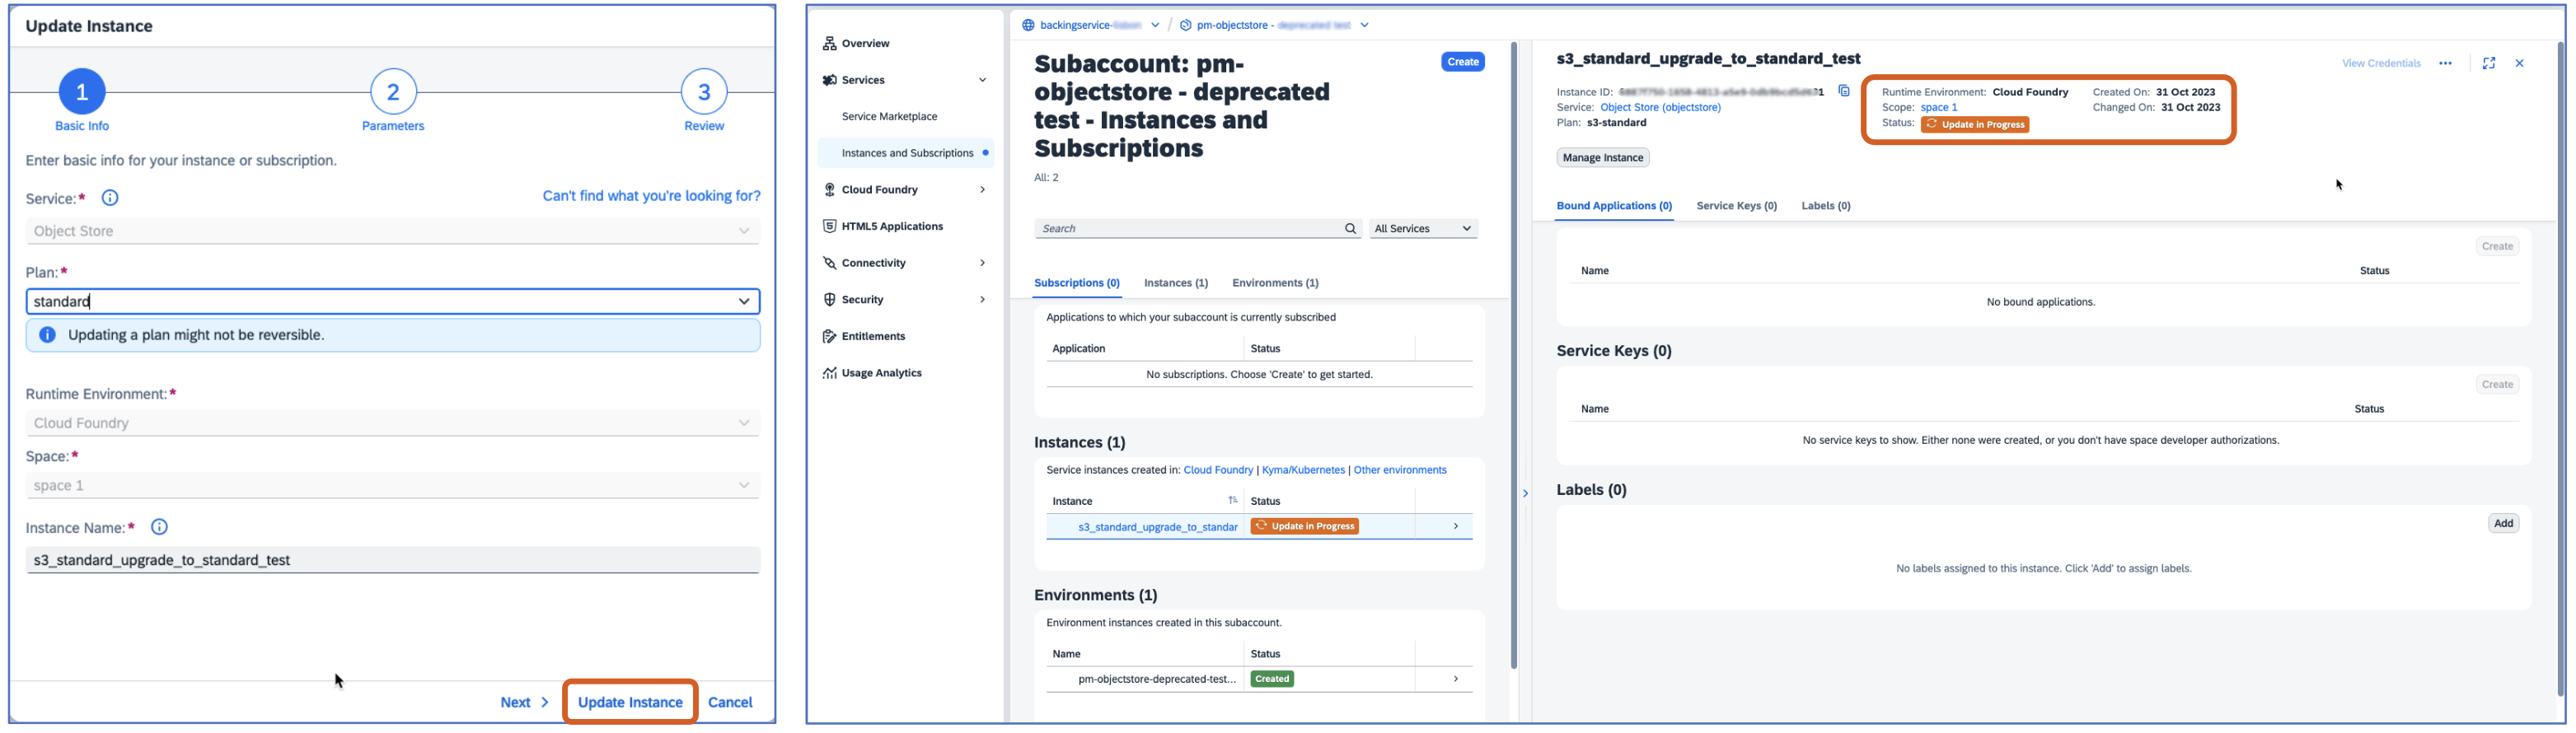 Update Instance
1
2
3
Basic Info
Parameters
Review
Enter basic info for your instance or subscription.
Service:*
Can't find what you're looking for?
Object Store
Plan:*
standard
Updating a plan might not be reversible.
Runtime Environment:*
Cloud Foundry
Space:*
space 1
Instance Name:*
s3_standard_upgrade_to_standard_test
Next
Update Instance
Cancel
Overview
Services
Service Marketplace
Instances and Subscriptions
Cloud Foundry
HTML5 Applications
Connectivity
Security
Entitlements
Usage Analytics
backingservice- / pm-objectstore - deprecated test
Subaccount: pm-
objectstore - deprecated
test - Instances and
Subscriptions
Create
All: 2
Search
All Services
Subscriptions (0)
Instances (1)
Environments (1)
Applications to which your subaccount is currently subscribed
Application
Status
No subscriptions. Choose 'Create' to get started.
Instances (1)
Service instances created in: Cloud Foundry | Kyma/Kubernetes | Other environments
Instance
Status
s3_standard_upgrade_to_standar
Update in Progress
Environments (1)
Environment instances created in this subaccount.
Name
Status
pm-objectstore-deprecated-test...
Created
s3_standard_upgrade_to_standard_test
View Credentials
Instance ID:
Service: Object Store (objectstore)
Plan: s3-standard
Runtime Environment: Cloud Foundry
Scope: space 1
Status: Update in Progress
Created On: 31 Oct 2023
Changed On: 31 Oct 2023
Manage Instance
Bound Applications (0)
Service Keys (0)
Labels (0)
Create
Name
Status
No bound applications.
Service Keys (0)
Create
Name
Status
No service keys to show. Either none were created, or you don't have space developer authorizations.
Labels (0)
Add
No labels assigned to this instance. Click 'Add' to assign labels.